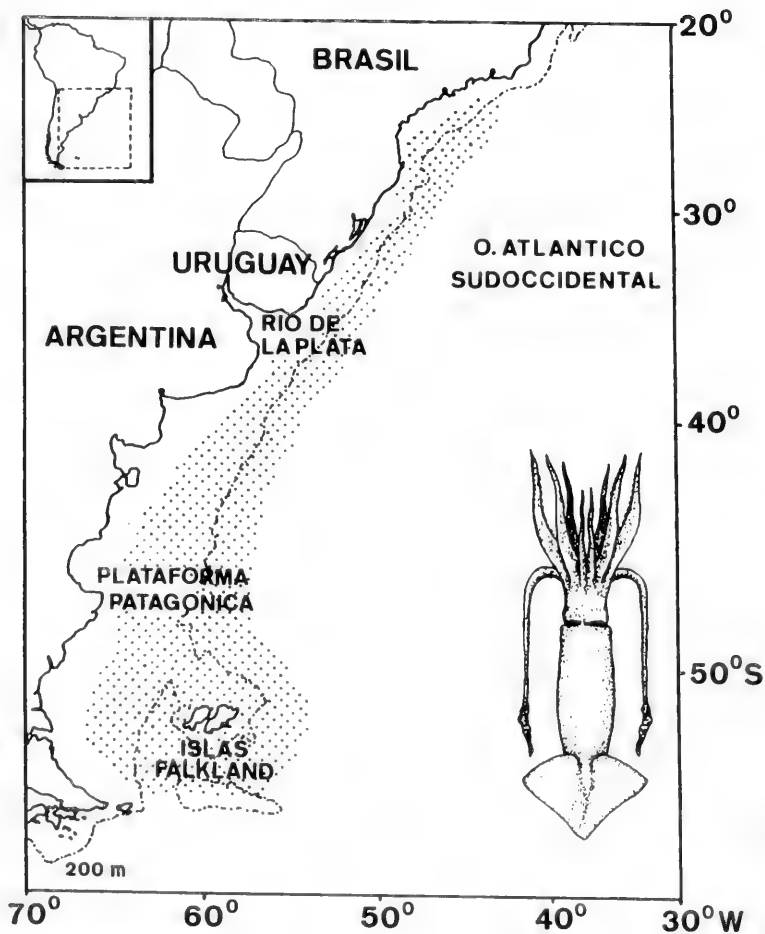 BRASIL
20°
30°
O. ATLANTICO
SUDOCCIDENTAL
URUGUAY
ARGENTINA
RIO DE
LA PLATA
40°
PLATAFORMA
PATAGONICA
50°S
ISLAS
FALKLAND
200 m
70°
60°
50°
40°
30°W